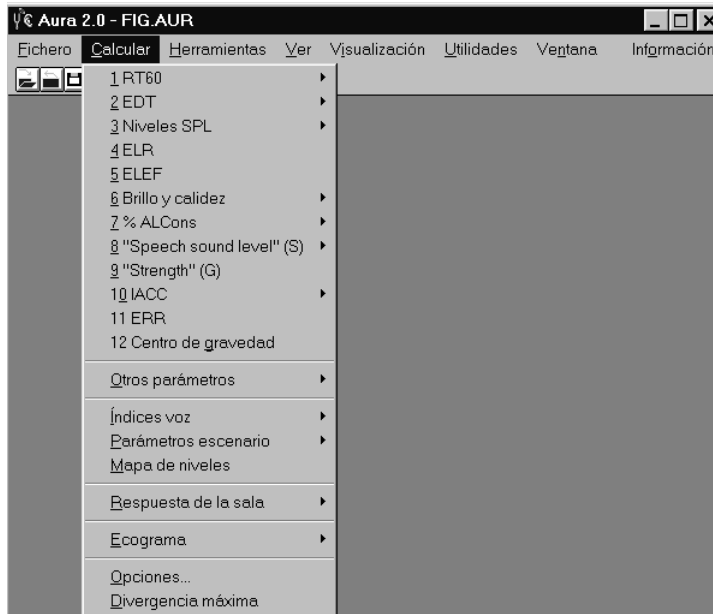 Aura 2.0 - FIG.AUR
Fichero Calcular Herramientas Ver Visualización Utilidades Ventana Información
1 RT60
2 EDT
3 Niveles SPL
4 ELR
5 ELEF
6 Brillo y calidez
7 % ALCons
8 "Speech sound level" (S)
9 "Strength" (G)
10 IACC
11 ERR
12 Centro de gravedad
Otros parámetros
Índices voz
Parámetros escenario
Mapa de niveles
Respuesta de la sala
Ecograma
Opciones...
Divergencia máxima